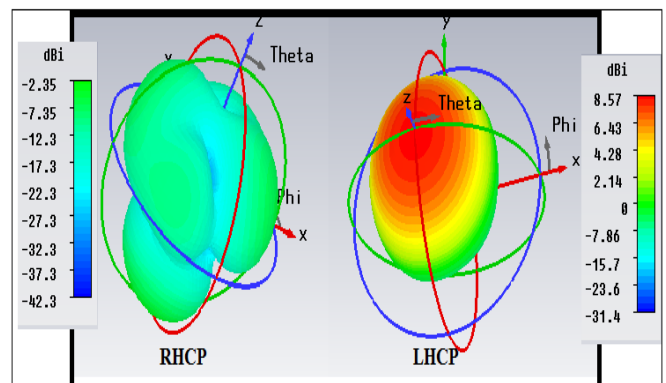 dBi
-2.35
-7.35
-12.3
-17.3
-22.3
-27.3
-32.3
-37.3
-42.3
z
Theta
Phi
x
RHCP
y
z
Theta
Phi
x
LHCP
dBi
8.57
6.43
4.28
2.14
0
-7.86
-15.7
-23.6
-31.4